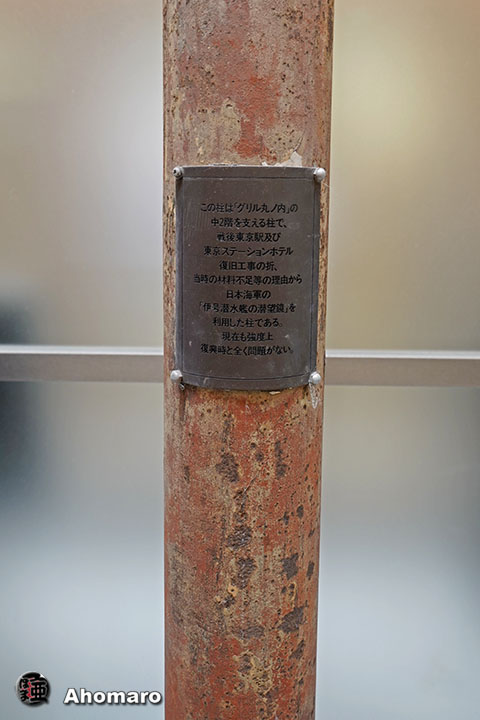 この柱は「グリル丸ノ内」の
中2階を支える柱で、
戦後東京駅及び
東京ステーションホテル
復旧工事の折、
当時の材料不足等の理由から
日本海軍の
「伊号潜水艦の潜望鏡」を
利用した柱である。
現在も強度上
復興時と全く問題がない。
Ahomaro